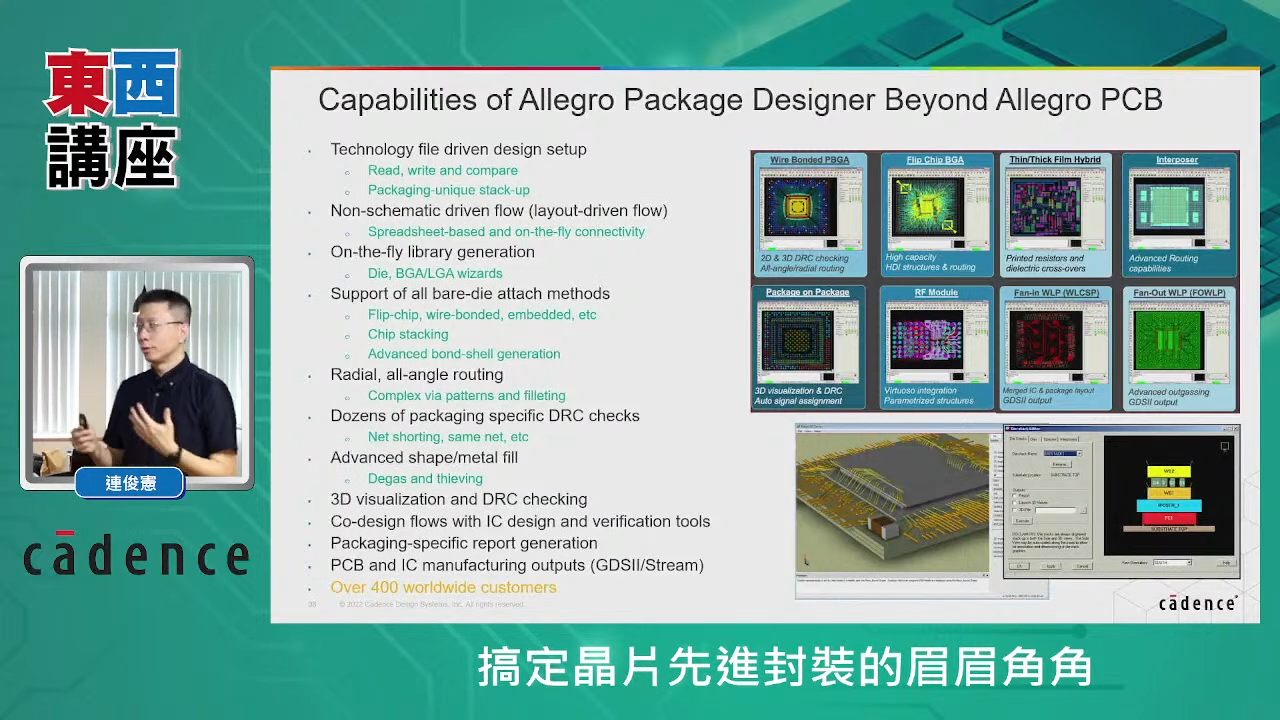 東西
講座
連俊憲
cādence
Capabilities of Allegro Package Designer Beyond Allegro PCB
Technology file driven design setup
Read, write and compare
Packaging-unique stack-up
Non-schematic driven flow (layout-driven flow)
Spreadsheet-based and on-the-fly connectivity
On-the-fly library generation
Die, BGA/LGA wizards
Support of all bare-die attach methods
Flip-chip, wire-bonded, embedded, etc
Chip stacking
Advanced bond-shell generation
Radial, all-angle routing
Complex via patterns and filleting
Dozens of packaging specific DRC checks
Net shorting, same net, etc
Advanced shape/metal fill
Degas and thieving
3D visualization and DRC checking
Co-design flows with IC design and verification tools
Packaging-specific report generation
PCB and IC manufacturing outputs (GDSII/Stream)
Over 400 worldwide customers
38 © 2022 Cadence Design Systems, Inc. All rights reserved.
Wire Bonded PBGA
2D & 3D DRC checking
All-angle/radial routing
Flip Chip BGA
High capacity
HDI structures & routing
Thin/Thick Film Hybrid
Printed resistors and
dielectric cross-overs
Interposer
Advanced Routing
capabilities
Package on Package
3D visualization & DRC
Auto signal assignment
RF Module
Virtuoso integration
Parametrized structures
Fan-in WLP (WLCSP)
Merged IC & package layout
GDSII output
Fan-Out WLP (FOWLP)
Advanced outgassing
GDSII output
SUBSTRATE TOP
cādence
搞定晶片先進封裝的眉眉角角